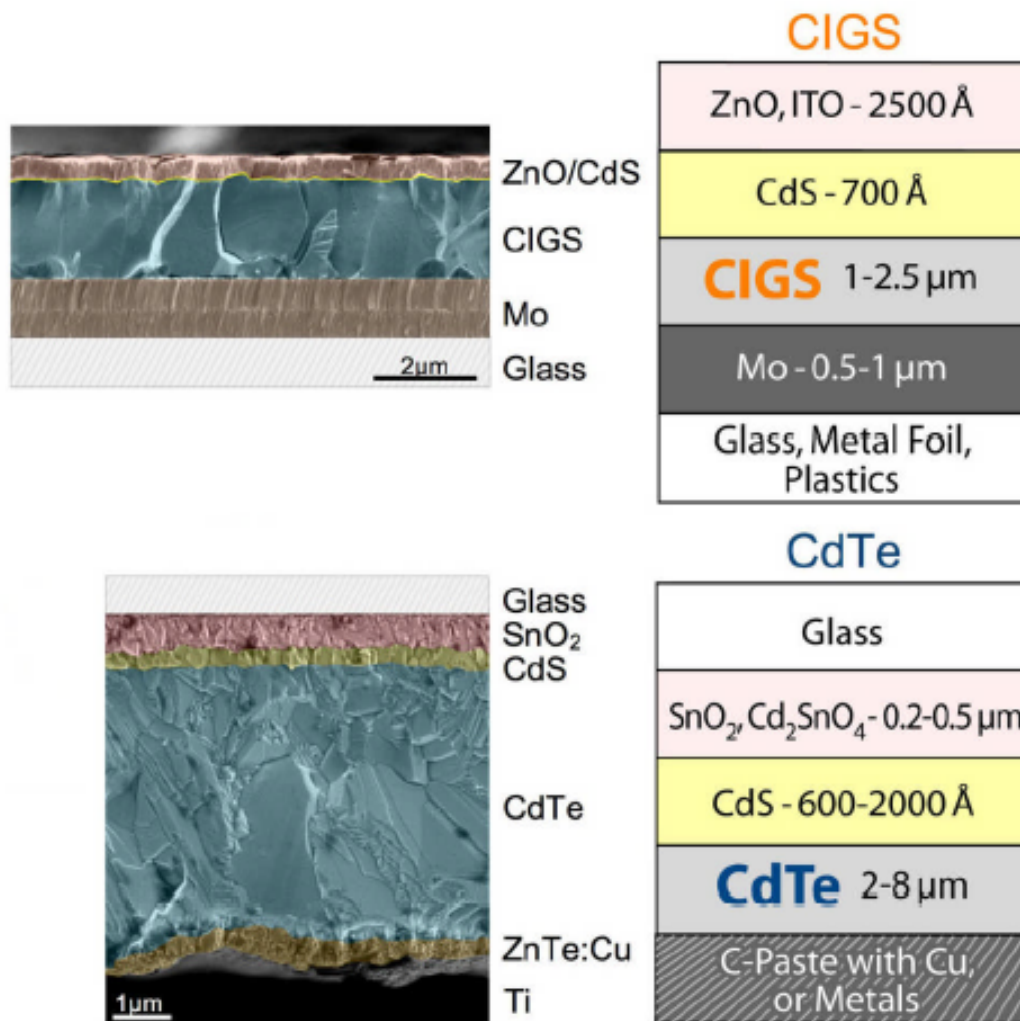 CIGS
ZnO, ITO - 2500 Å
ZnO/CdS
CdS - 700 Å
CIGS
CIGS 1-2.5 µm
Mo
Mo - 0.5-1 µm
2µm
Glass
Glass, Metal Foil,
Plastics
CdTe
Glass
SnO₂
CdS
Glass
SnO₂, Cd₂SnO₄ - 0.2-0.5 µm
CdTe
CdS - 600-2000 Å
CdTe 2-8 µm
ZnTe:Cu
C-Paste with Cu,
or Metals
1µm
Ti